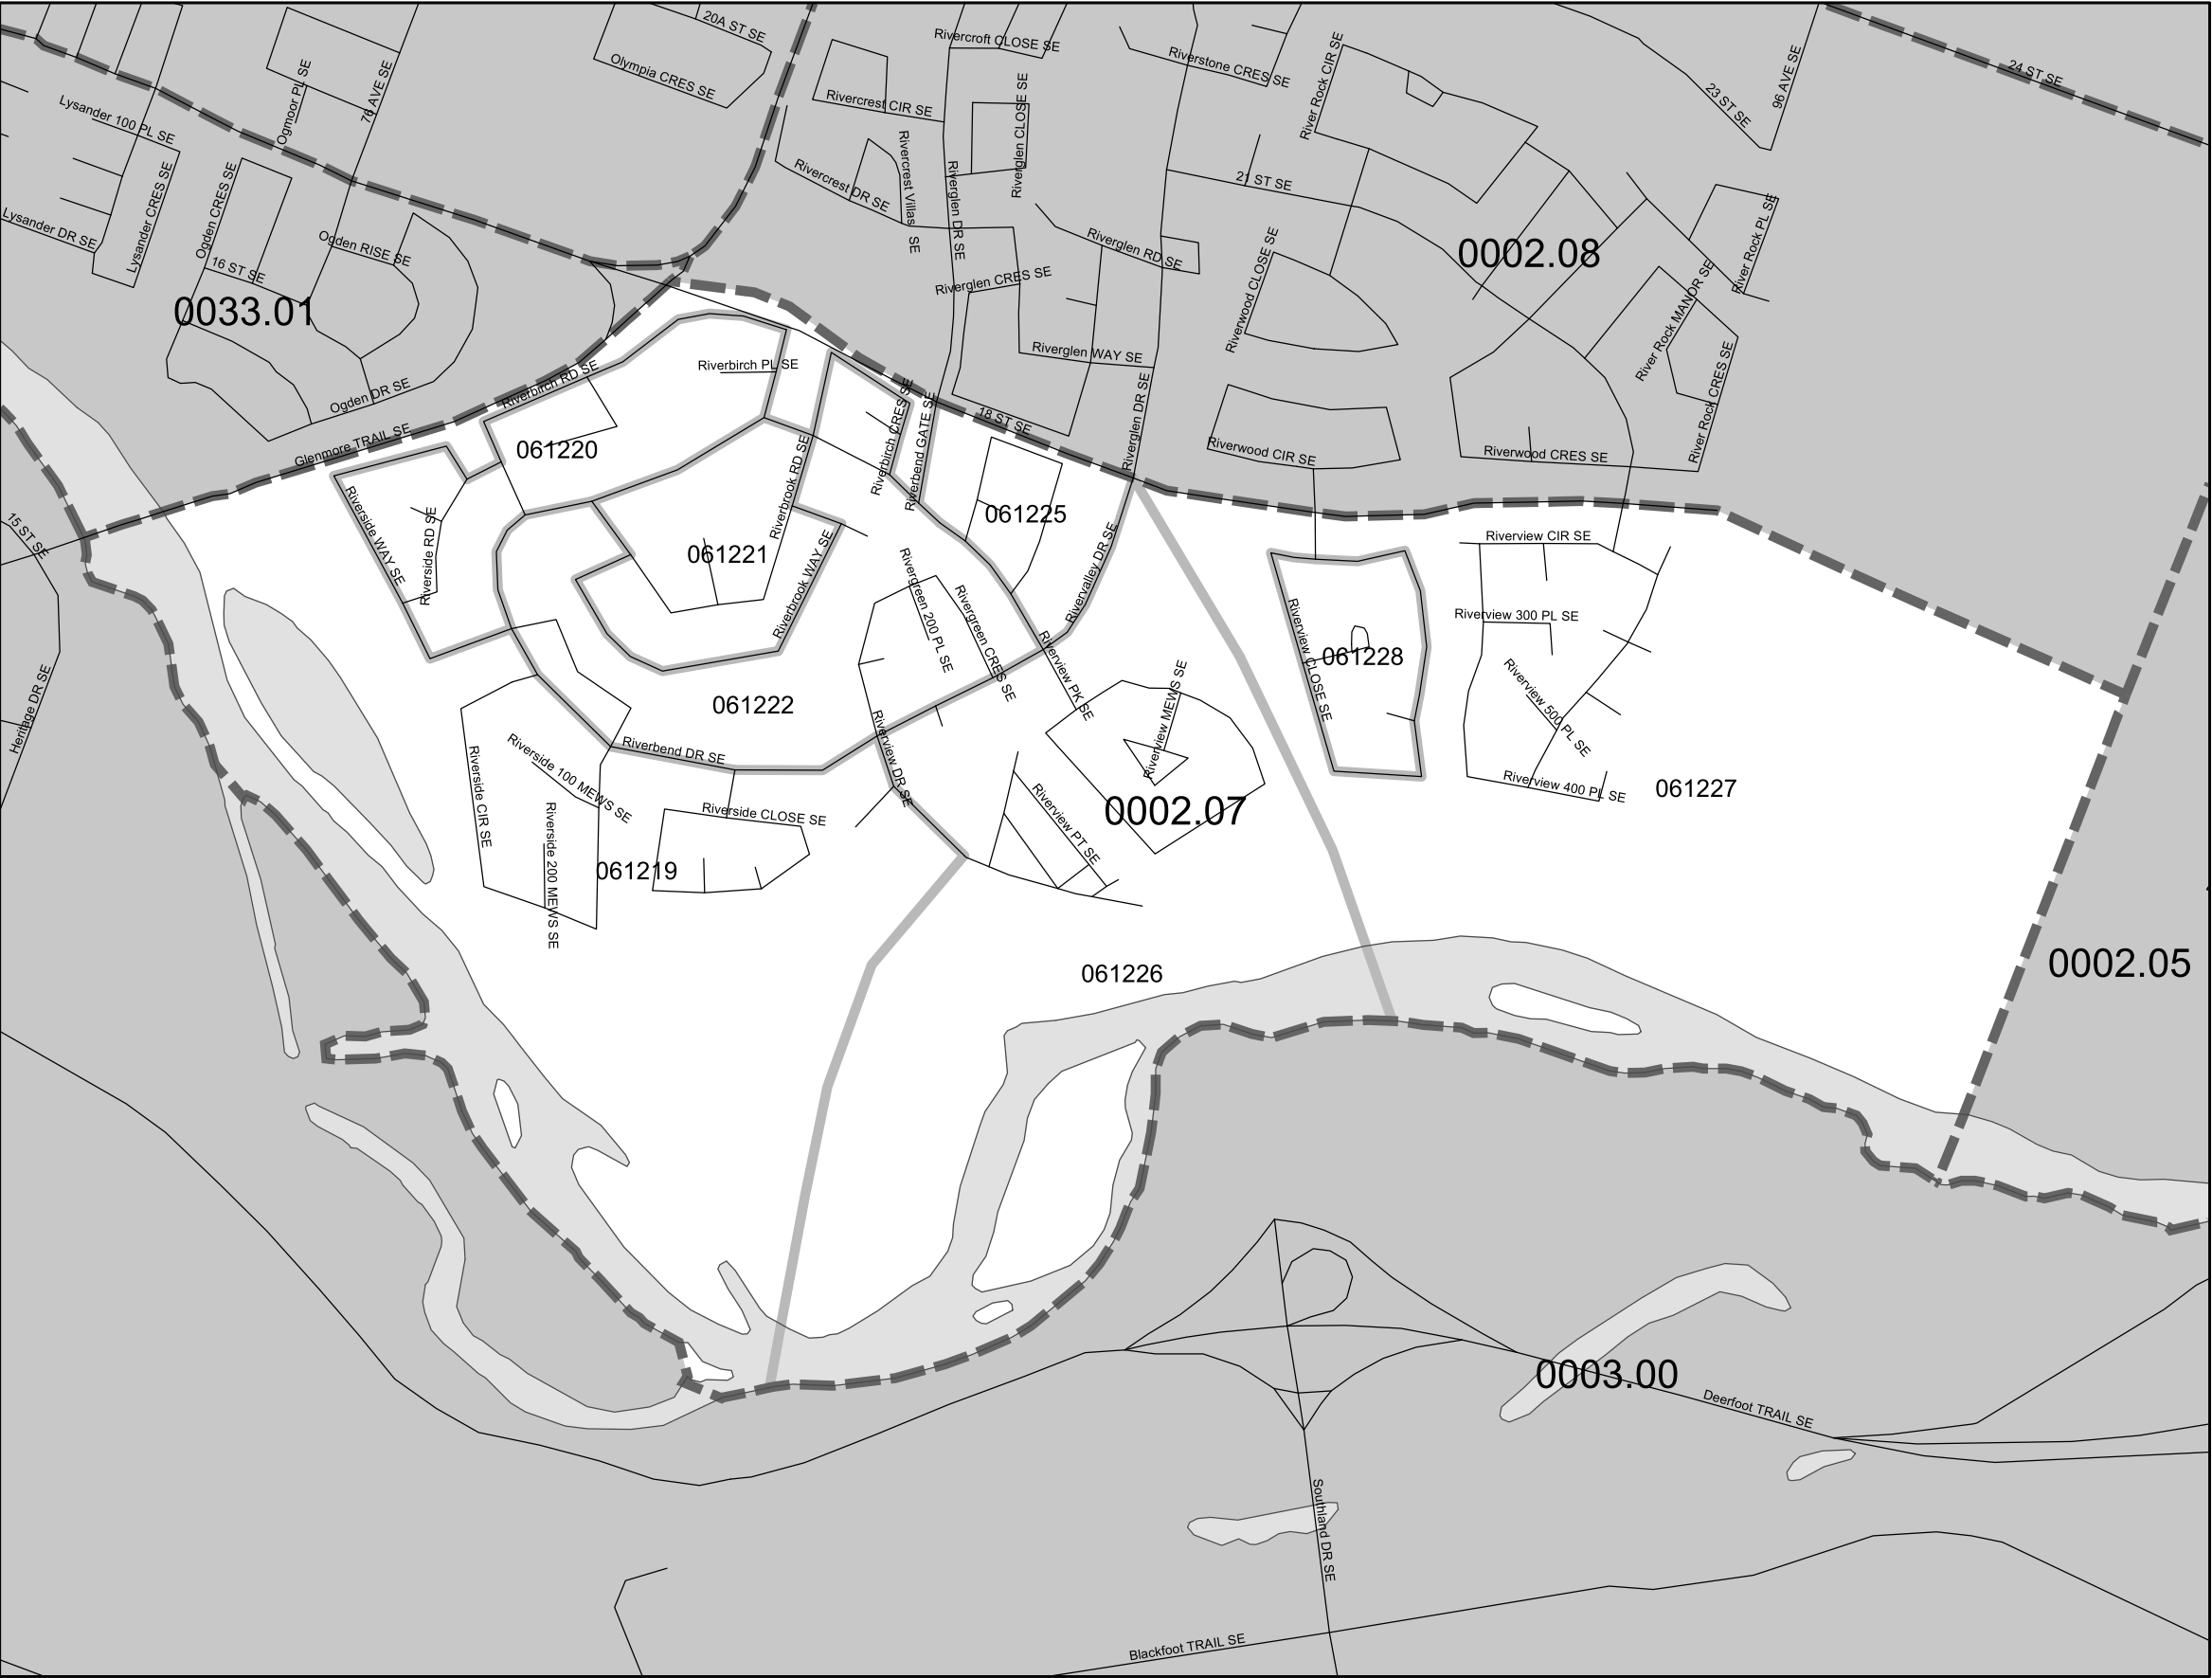 20A ST SE
Olympia CRES SE
Rivercroft CLOSE SE
Riverstone CRES SE
River Rock CIR SE
23 ST SE
96 AVE SE
24 ST SE
Lysander 100 PL SE
Ogmoor PL SE
76 AVE SE
Rivercrest CIR SE
Riverglen CLOSE SE
Lysander DR SE
Lysander CRES SE
Ogden CRES SE
16 ST SE
Ogden RISE SE
Rivercrest DR SE
Rivercrest Villas SE
Riverglen DR SE
21 ST SE
Riverglen RD SE
Riverglen CRES SE
Riverwood CLOSE SE
0002.08
River Rock PL SE
River Rock MANOR SE
River Rock CRES SE
0033.01
Ogden DR SE
Riverbirch RD SE
Riverbirch PL SE
Riverglen WAY SE
Glenmore TRAIL SE
061220
Riverbrook RD SE
Riverbirch CRES SE
Riverbend GATE SE
18 ST SE
Riverglen DR SE
Riverwood CIR SE
Riverwood CRES SE
15 ST SE
Riverside WAY SE
Riverside RD SE
061221
Riverbrook WAY SE
061225
Rivervalley DR SE
Riverview CIR SE
Rivergreen 200 PL SE
Rivergreen CRES SE
Riverview CLOSE SE
061228
Riverview 300 PL SE
Heritage DR SE
061222
Riverview PK SE
Riverview MEWS SE
Riverview 500 PL SE
Riverbend DR SE
Riverview DR SE
Riverview 400 PL SE
061227
Riverside CIR SE
Riverside 100 MEWS SE
Riverside 200 MEWS SE
Riverside CLOSE SE
Riverview PT SE
0002.07
061219
061226
0002.05
0003.00
Deerfoot TRAIL SE
Southland DR SE
Blackfoot TRAIL SE